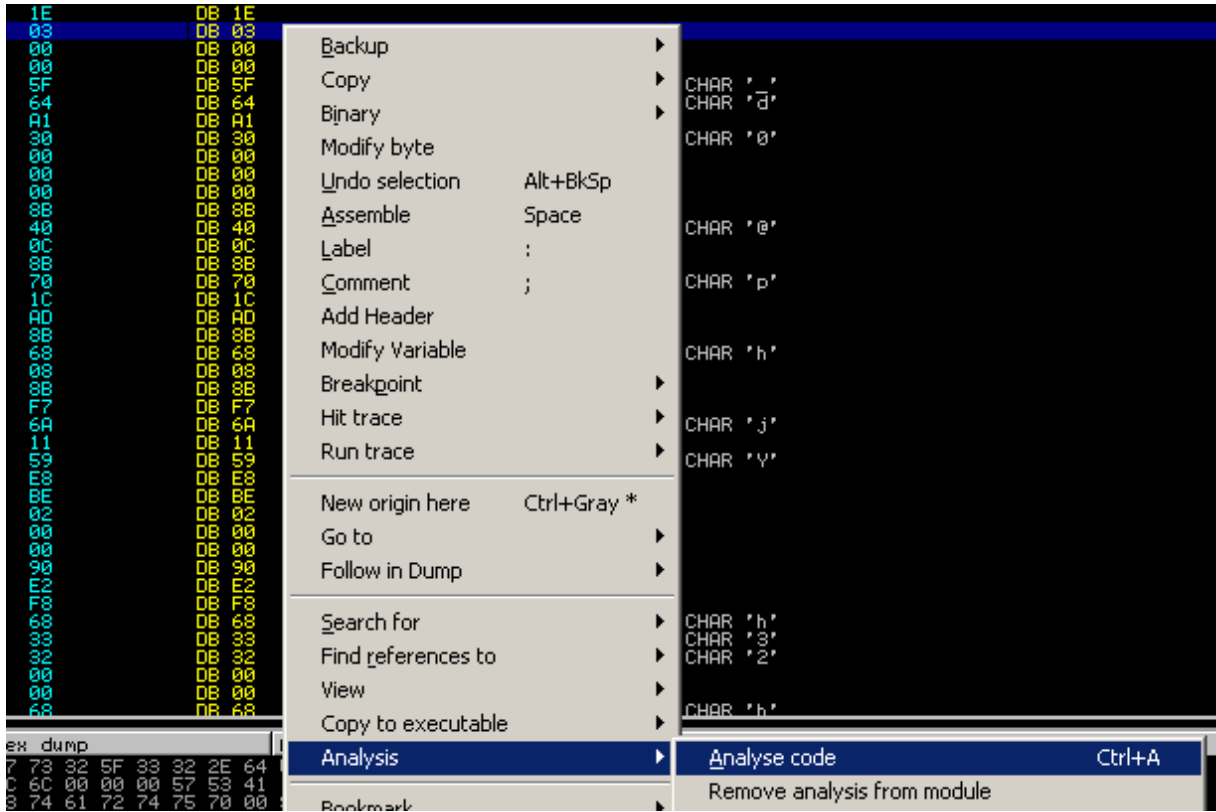 1E DB 1E
03 DB 03
00 DB 00
00 DB 00
5F DB 5F CHAR '_'
64 DB 64 CHAR 'd'
A1 DB A1
30 DB 30 CHAR '0'
00 DB 00
00 DB 00
00 DB 00
8B DB 8B
40 DB 40 CHAR '@'
0C DB 0C
8B DB 8B
70 DB 70 CHAR 'p'
1C DB 1C
AD DB AD
8B DB 8B
68 DB 68 CHAR 'h'
08 DB 08
8B DB 8B
F7 DB F7
6A DB 6A CHAR 'j'
11 DB 11
59 DB 59 CHAR 'Y'
E8 DB E8
BE DB BE
02 DB 02
00 DB 00
00 DB 00
90 DB 90
E2 DB E2
F8 DB F8
68 DB 68 CHAR 'h'
33 DB 33 CHAR '3'
32 DB 32 CHAR '2'
00 DB 00
00 DB 00
68 DB 68 CHAR 'h'
Backup
Copy
Binary
Modify byte
Undo selection Alt+BkSp
Assemble Space
Label :
Comment ;
Add Header
Modify Variable
Breakpoint
Hit trace
Run trace
New origin here Ctrl+Gray *
Go to
Follow in Dump
Search for
Find references to
View
Copy to executable
Analysis
Bookmark
Analyse code Ctrl+A
Remove analysis from module
ex dump
7 73 32 5F 33 32 2E 64
C 6C 00 00 00 57 53 41
3 74 61 72 74 75 70 00